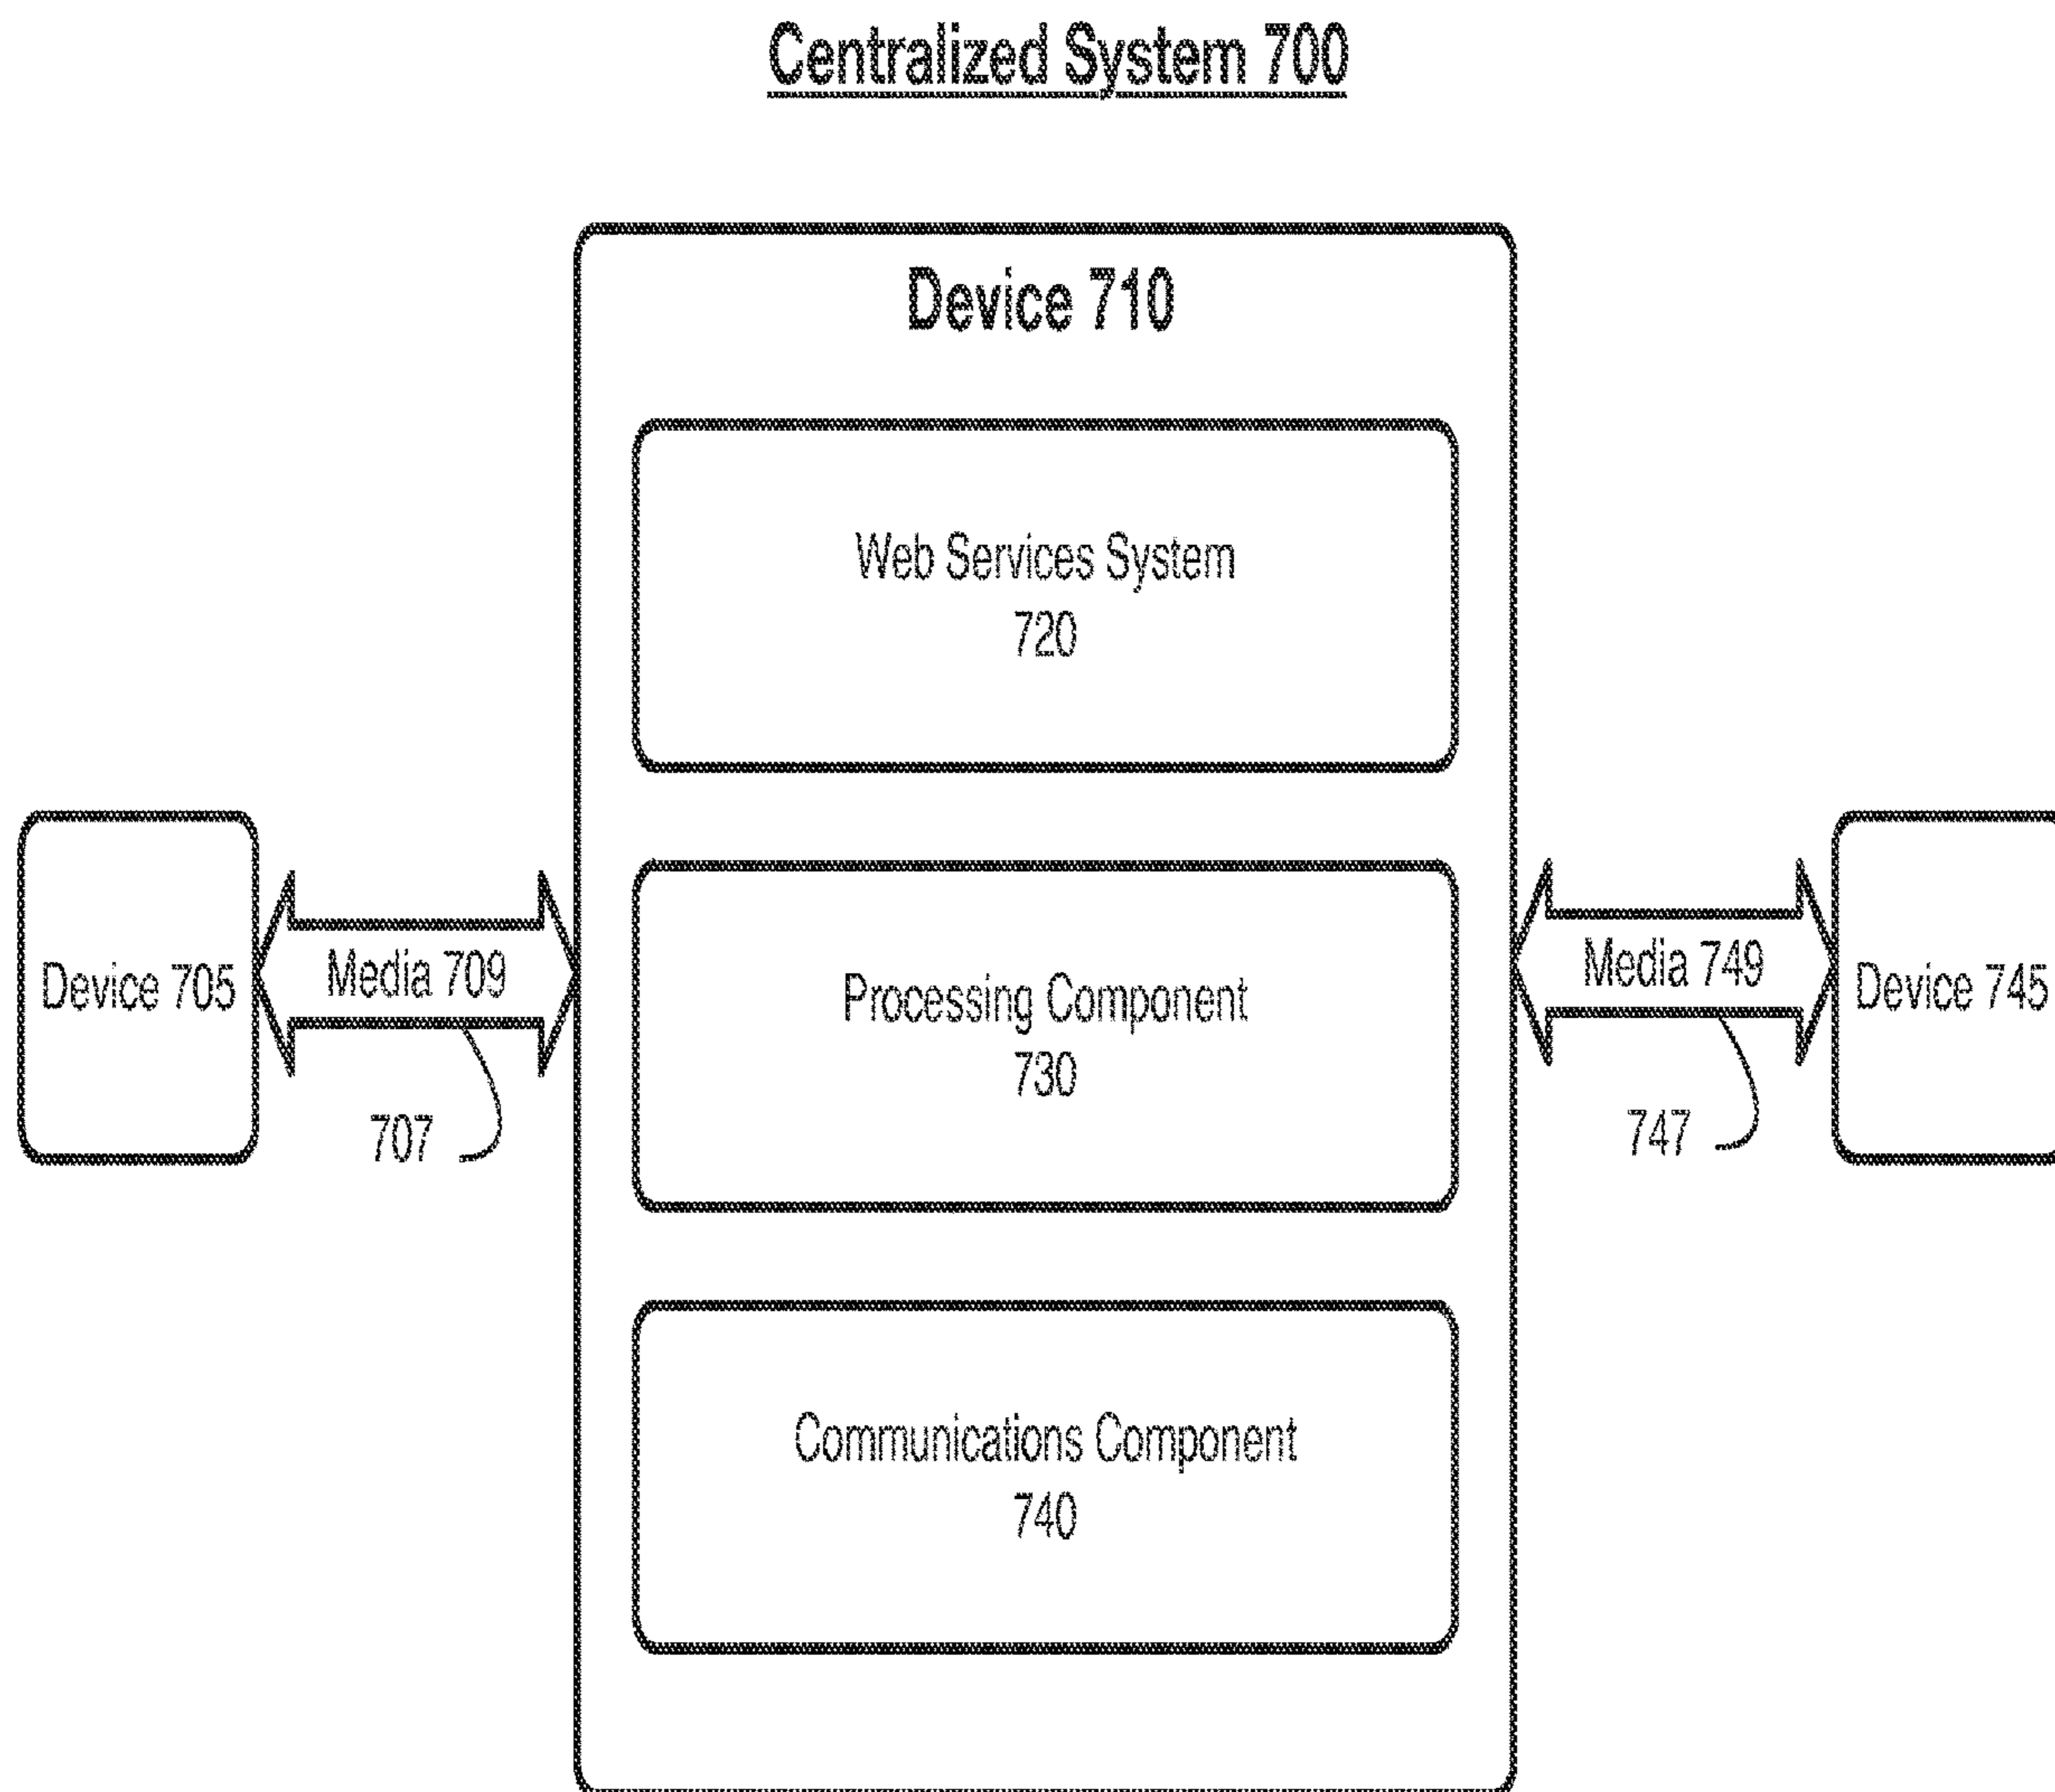 Centralized System 700
Device 710
Web Services System
720
Device 705
Media 709
707
Processing Component
730
Media 749
747
Device 745
Communications Component
740